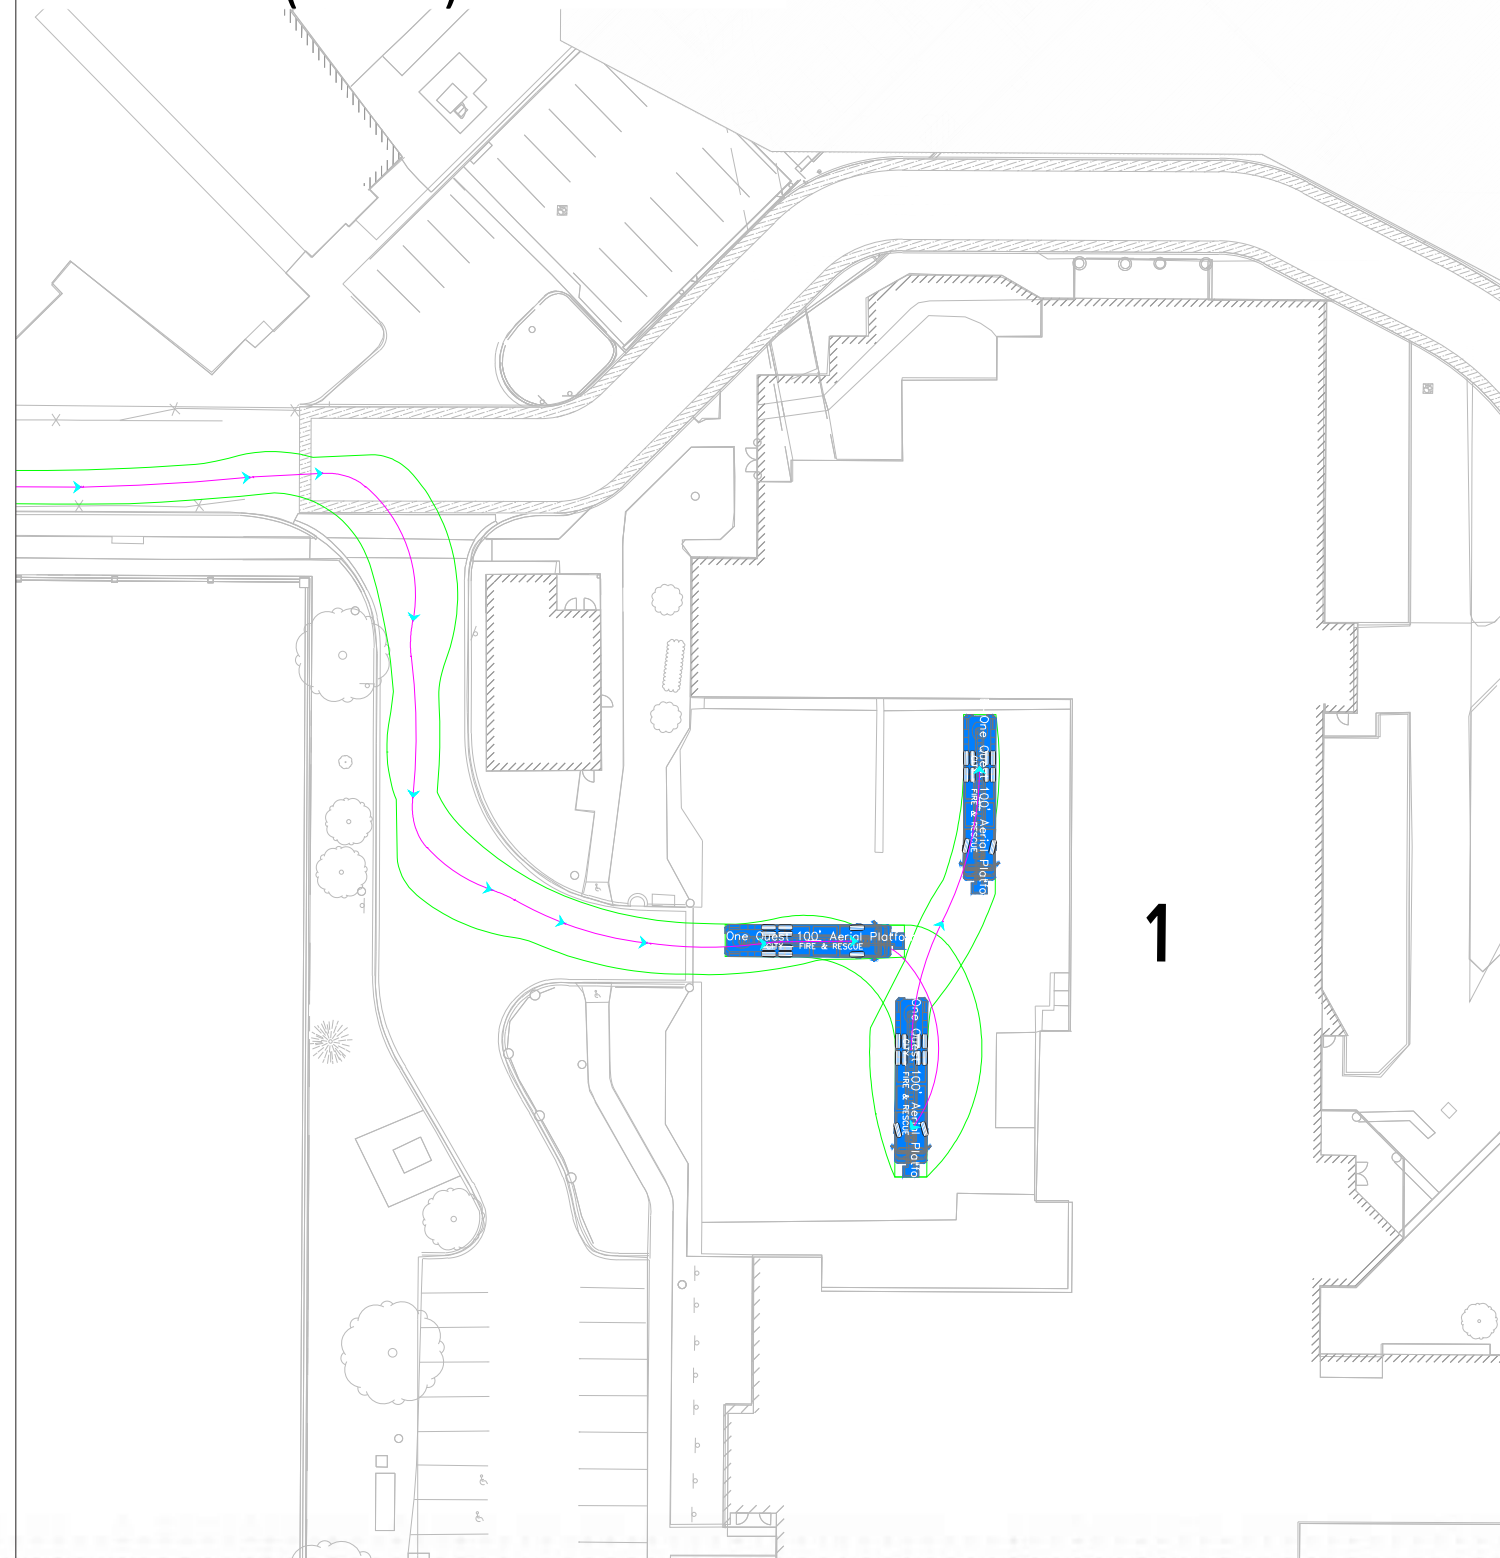 One Quest 100' Aerial Platfo
FIRE & RESCUE
1
One Quest 100' Aerial Platfo
FIRE & RESCUE
One Quest 100' Aerial Platfo
FIRE & RESCUE